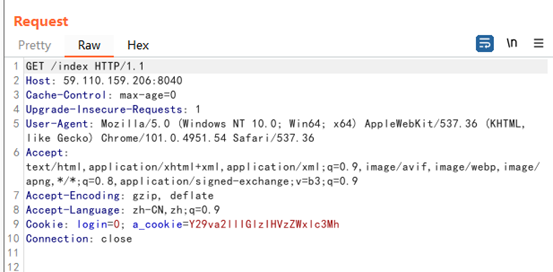 Request
Pretty Raw Hex
\n
1 GET /index HTTP/1.1
2 Host: 59.110.159.206:8040
3 Cache-Control: max-age=0
4 Upgrade-Insecure-Requests: 1
5 User-Agent: Mozilla/5.0 (Windows NT 10.0; Win64; x64) AppleWebKit/537.36 (KHTML,
like Gecko) Chrome/101.0.4951.54 Safari/537.36
6 Accept:
text/html,application/xhtml+xml,application/xml;q=0.9,image/avif,image/webp,image/
apng,*/*;q=0.8,application/signed-exchange;v=b3;q=0.9
7 Accept-Encoding: gzip, deflate
8 Accept-Language: zh-CN,zh;q=0.9
9 Cookie: login=0; a_cookie=Y29va2llIGlzIHVzZWxlc3Mh
10 Connection: close
11
12